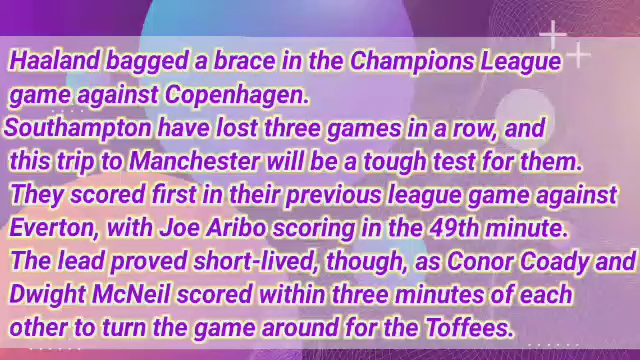 Haaland bagged a brace in the Champions League
game against Copenhagen.
Southampton have lost three games in a row, and
this trip to Manchester will be a tough test for them.
They scored first in their previous league game against
Everton, with Joe Aribo scoring in the 49th minute.
The lead proved short-lived, though, as Conor Coady and
Dwight McNeil scored within three minutes of each
other to turn the game around for the Toffees.